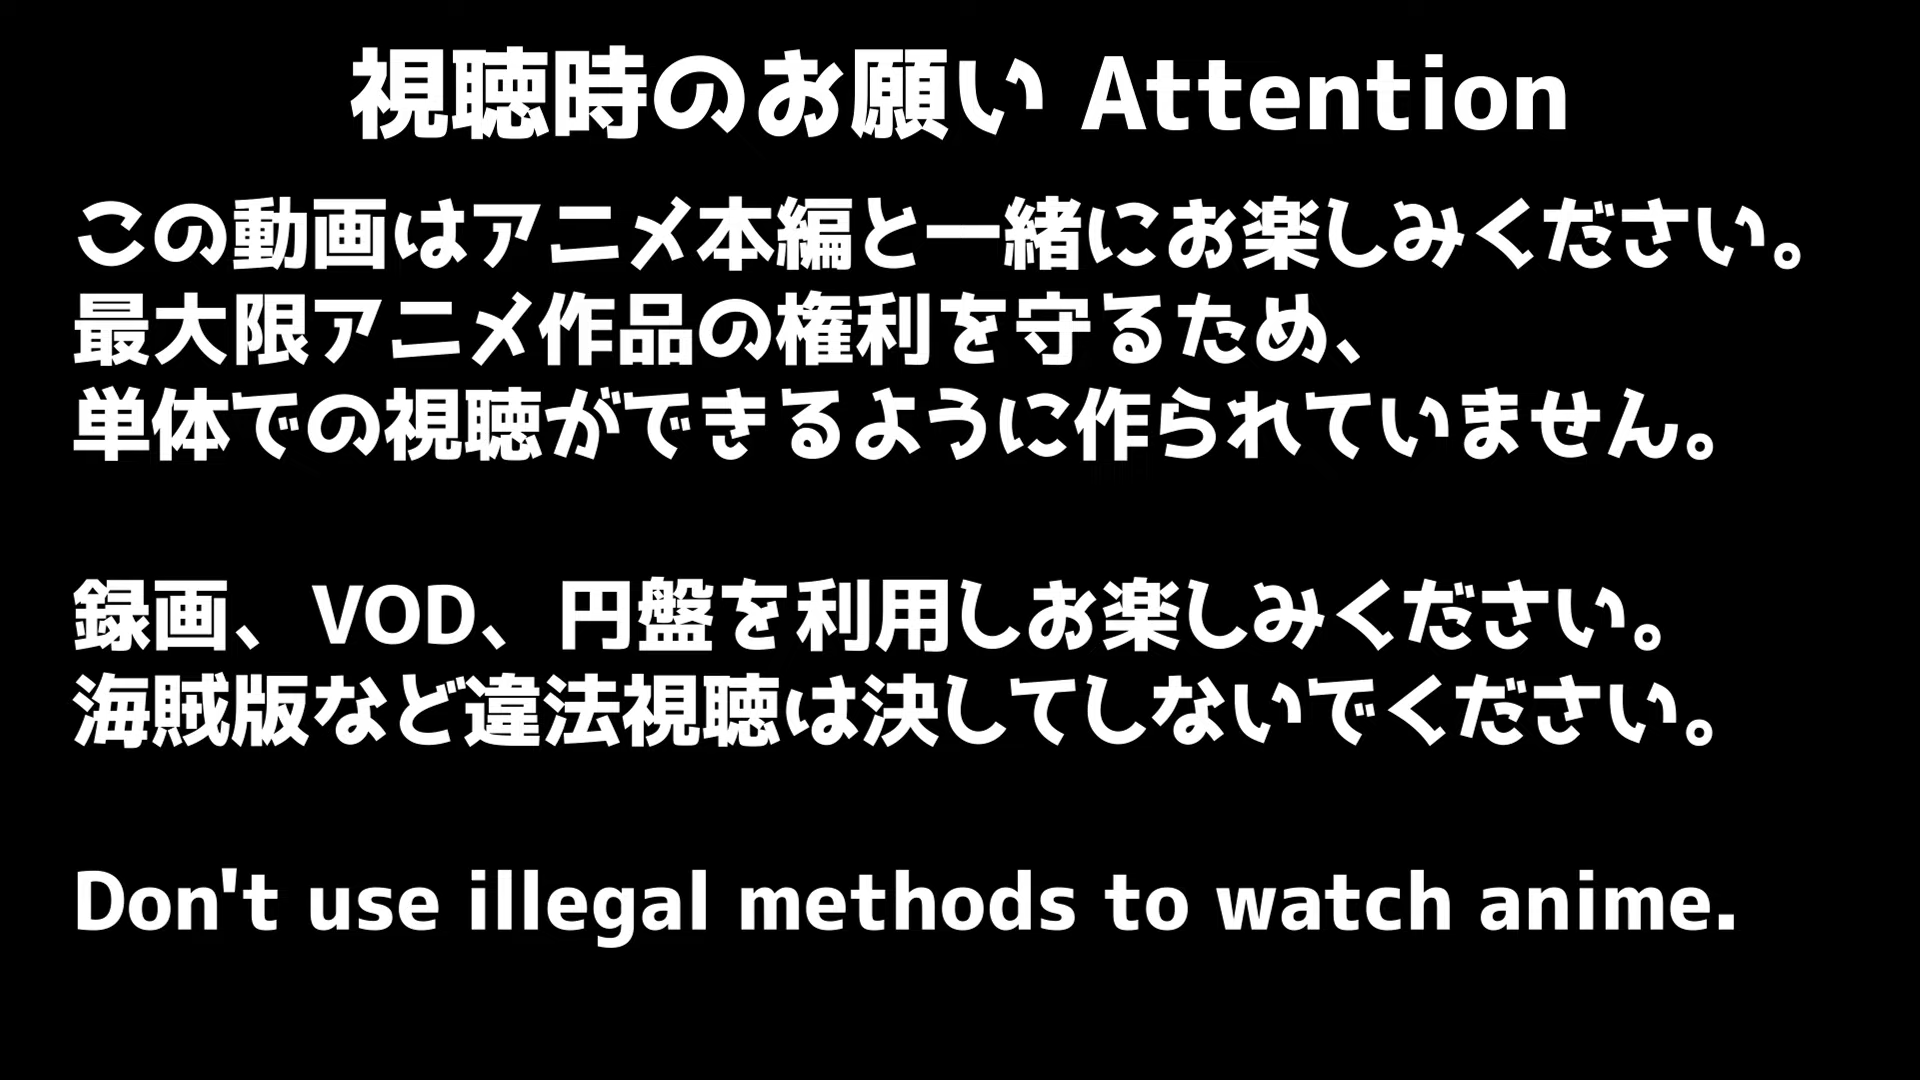 視聴時のお願い Attention
この動画はアニメ本編と一緒にお楽しみください。
最大限アニメ作品の権利を守るため、
単体での視聴ができるように作られていません。
録画、VOD、円盤を利用しお楽しみください。
海賊版など違法視聴は決してしないでください。
Don't use illegal methods to watch anime.